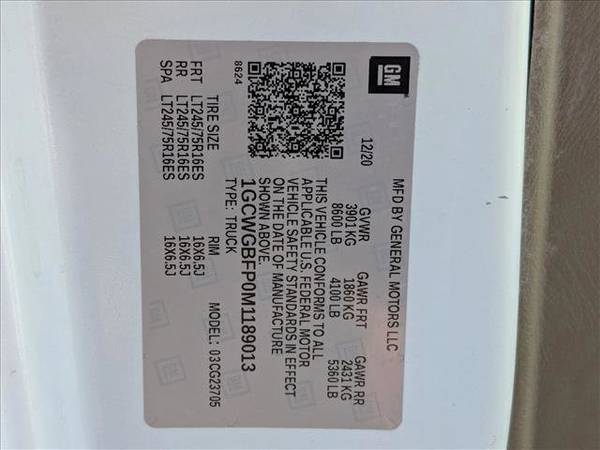 GM
MFD BY GENERAL MOTORS LLC
12/20 GVWR GAWR FRT GAWR RR
3901 KG 1860 KG 2431 KG
8600 LB 4100 LB 5360 LB
THIS VEHICLE CONFORMS TO ALL
APPLICABLE U.S. FEDERAL MOTOR
VEHICLE SAFETY STANDARDS IN EFFECT
ON THE DATE OF MANUFACTURE
SHOWN ABOVE.
1GCWGBFP0M1189013
TYPE: TRUCK MODEL: 03CG23705
8624
TIRE SIZE RIM
FRT LT245/75R16ES 16X6.5J
RR LT245/75R16ES 16X6.5J
SPA LT245/75R16ES 16X6.5J